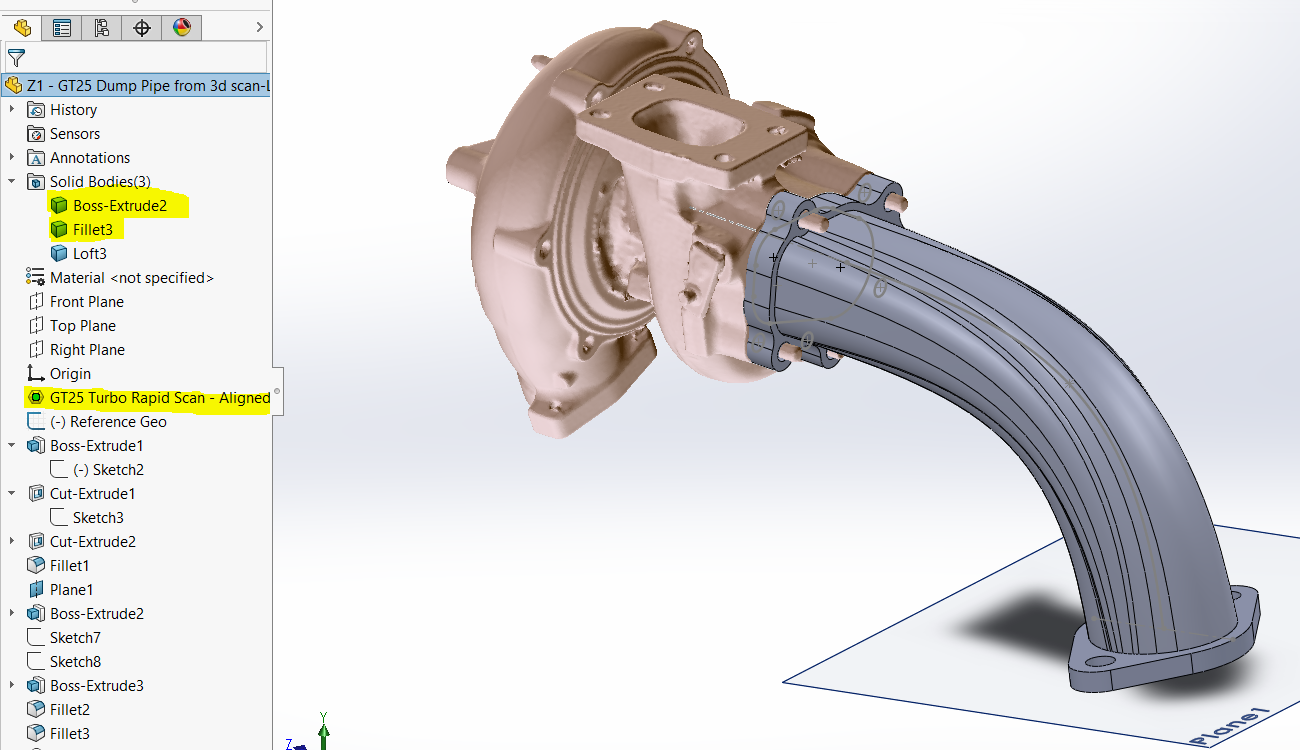 Z1 - GT25 Dump Pipe from 3d scan-L
History
Sensors
Annotations
Solid Bodies(3)
Boss-Extrude2
Fillet3
Loft3
Material <not specified>
Front Plane
Top Plane
Right Plane
Origin
GT25 Turbo Rapid Scan - Aligned
(-) Reference Geo
Boss-Extrude1
(-) Sketch2
Cut-Extrude1
Sketch3
Cut-Extrude2
Fillet1
Plane1
Boss-Extrude2
Sketch7
Sketch8
Boss-Extrude3
Fillet2
Fillet3
Y
Z
Plane1